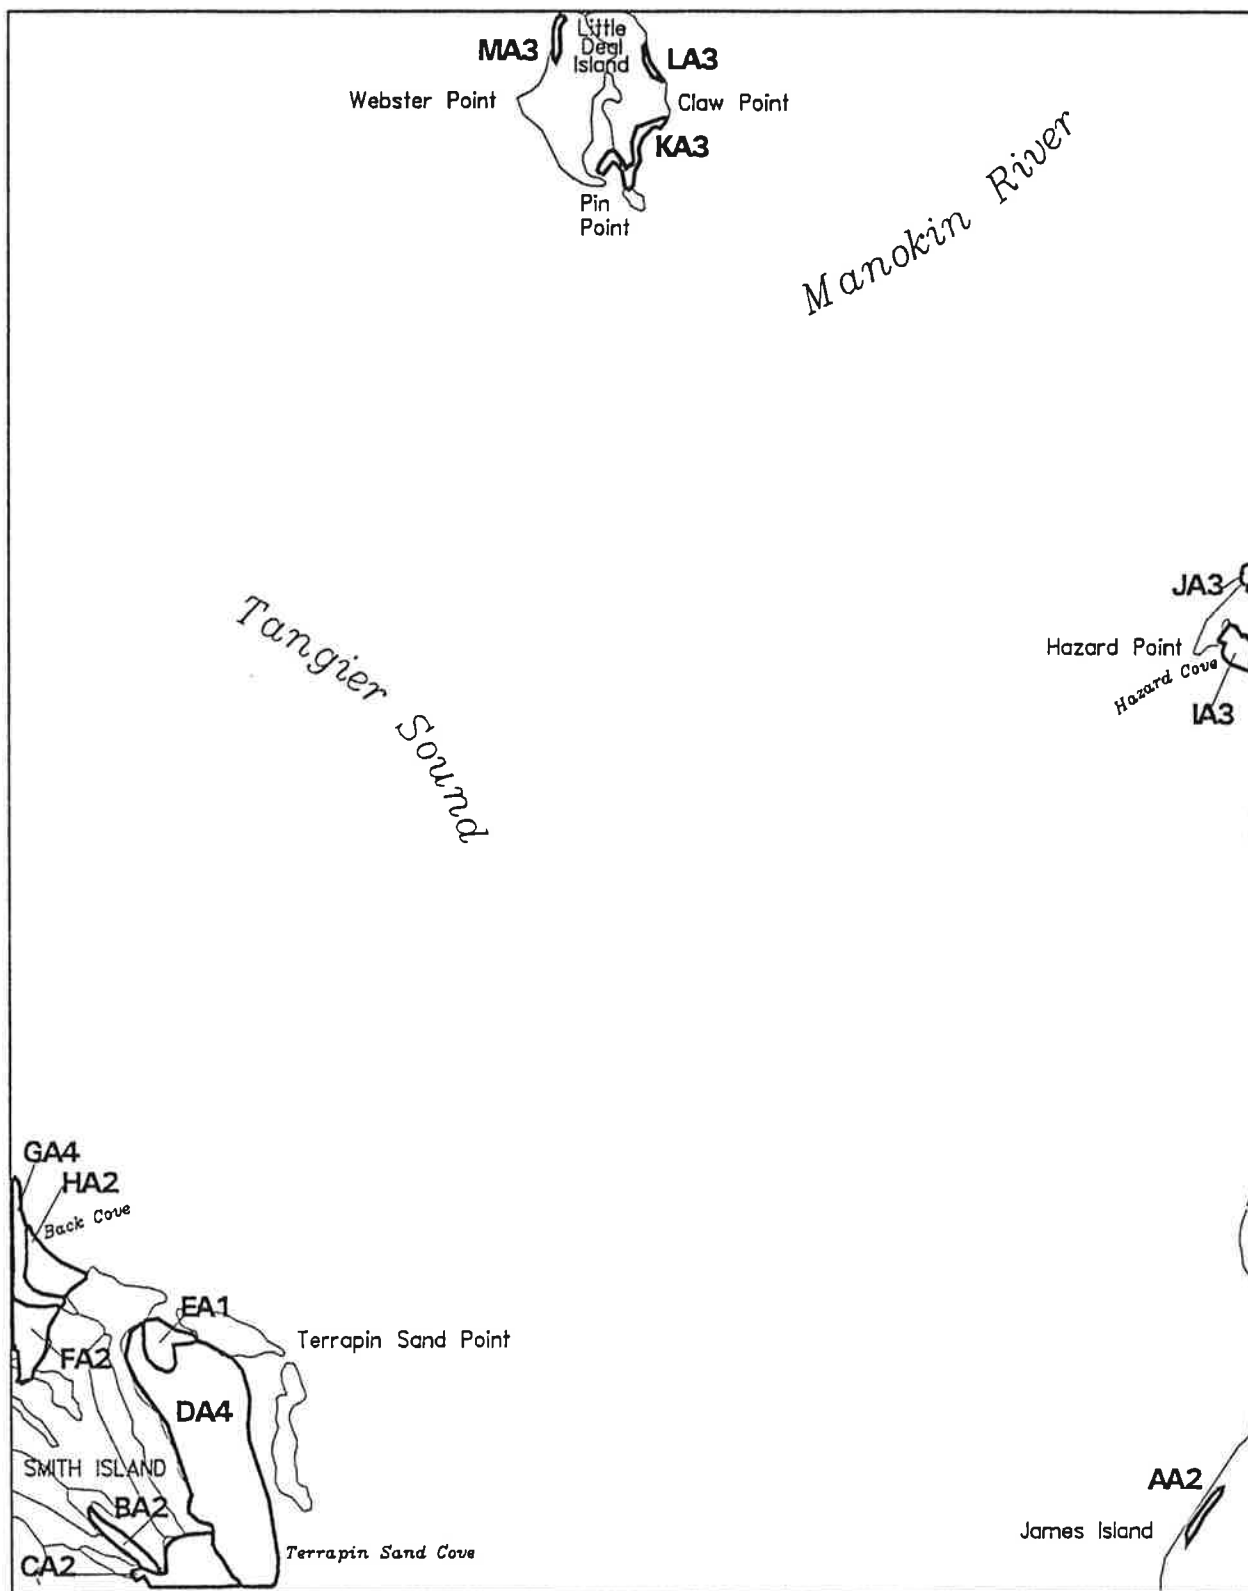 Little
Deal
Island
MA3
LA3
Webster Point
Claw Point
KA3
Pin
Point
Manokin River
JA3
Tangier Sound
Hazard Point
Hazard Cove
IA3
GA4
HA2
Back Cove
EA1
Terrapin Sand Point
FA2
DA4
SMITH ISLAND
AA2
BA2
James Island
Terrapin Sand Cove
CA2